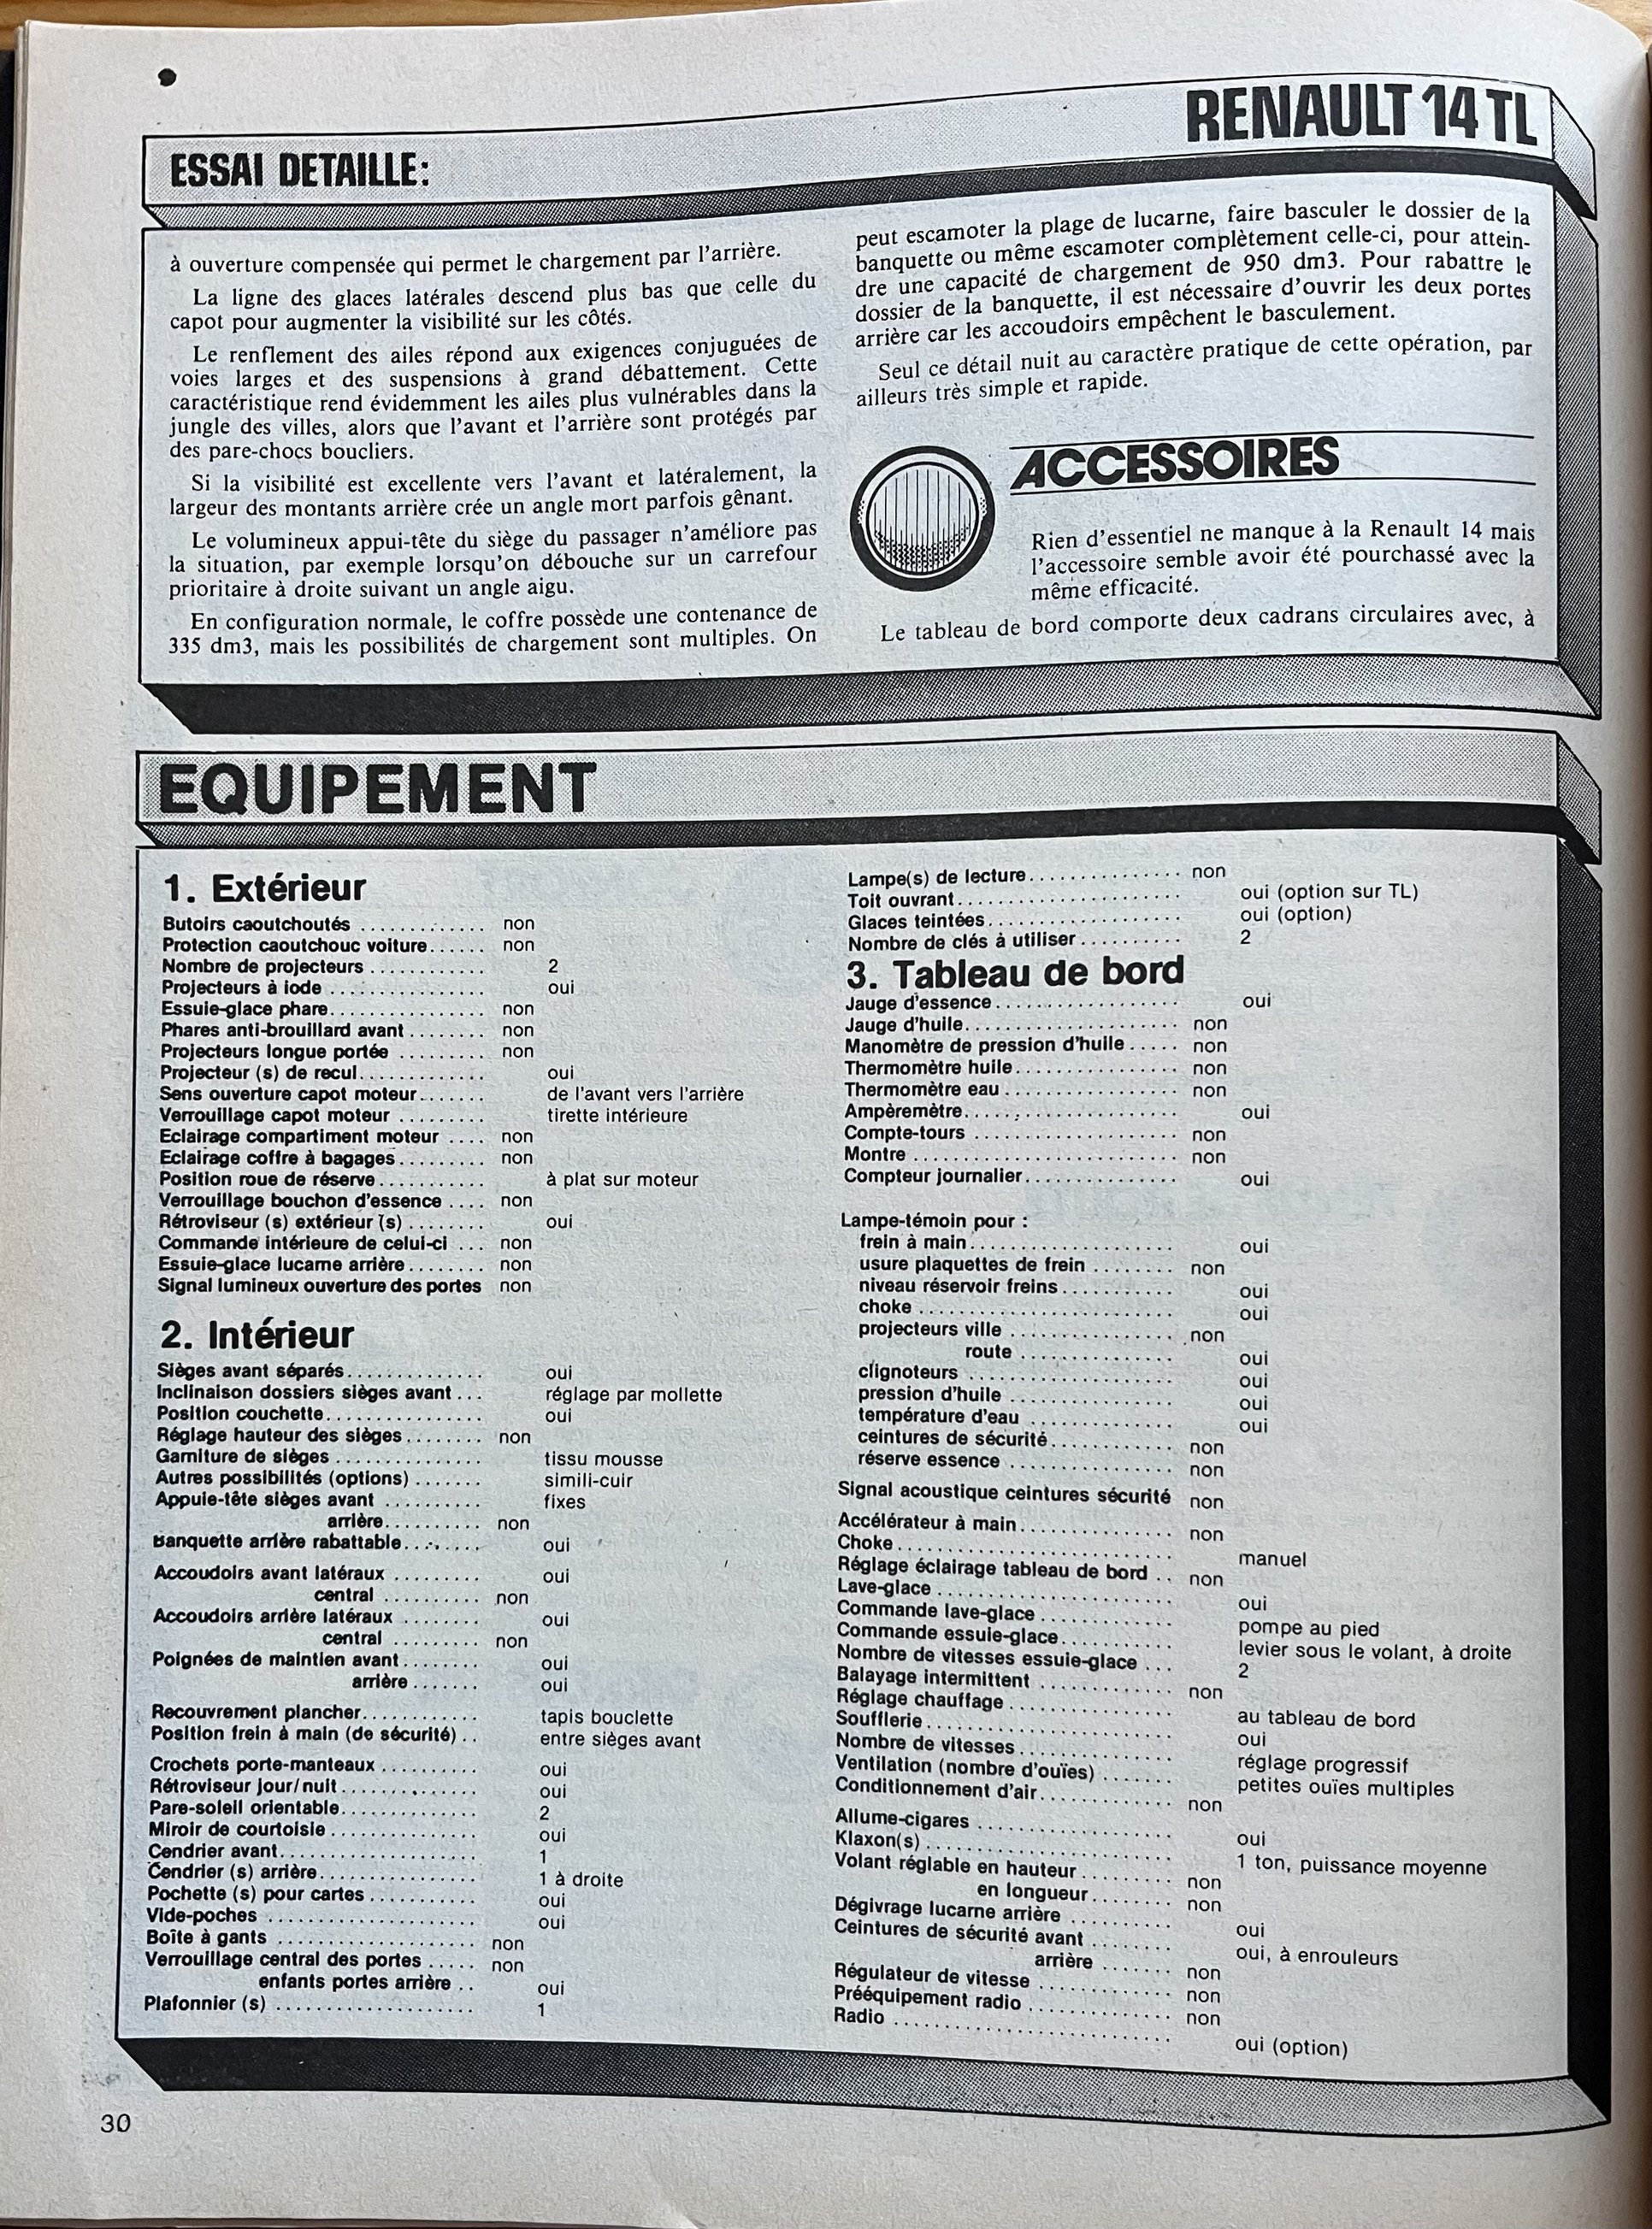 RENAULT 14 TL
ESSAI DETAILLE:
à ouverture compensée qui permet le chargement par l'arrière.
La ligne des glaces latérales descend plus bas que celle du
capot pour augmenter la visibilité sur les côtés.
Le renflement des ailes répond aux exigences conjuguées de
voies larges et des suspensions à grand débattement. Cette
caractéristique rend évidemment les ailes plus vulnérables dans la
jungle des villes, alors que l'avant et l'arrière sont protégés par
des pare-chocs boucliers.
Si la visibilité est excellente vers l'avant et latéralement, la
largeur des montants arrière crée un angle mort parfois gênant.
Le volumineux appui-tête du siège du passager n'améliore pas
la situation, par exemple lorsqu'on débouche sur un carrefour
prioritaire à droite suivant un angle aigu.
En configuration normale, le coffre possède une contenance de
335 dm3, mais les possibilités de chargement sont multiples. On
peut escamoter la plage de lucarne, faire basculer le dossier de la
banquette ou même escamoter complètement celle-ci, pour attein-
dre une capacité de chargement de 950 dm3. Pour rabattre le
dossier de la banquette, il est nécessaire d'ouvrir les deux portes
arrière car les accoudoirs empêchent le basculement.
Seul ce détail nuit au caractère pratique de cette opération, par
ailleurs très simple et rapide.
ACCESSOIRES
Rien d'essentiel ne manque à la Renault 14 mais
l'accessoire semble avoir été pourchassé avec la
même efficacité.
Le tableau de bord comporte deux cadrans circulaires avec, à
EQUIPEMENT
1. Extérieur
Butoirs caoutchoutés ............ non
Protection caoutchouc voiture...... non
Nombre de projecteurs ............ 2
Projecteurs à iode ................ oui
Essuie-glace phare................ non
Phares anti-brouillard avant ........ non
Projecteurs longue portée ......... non
Projecteur (s) de recul............. oui
Sens ouverture capot moteur....... de l'avant vers l'arrière
Verrouillage capot moteur ......... tirette intérieure
Eclairage compartiment moteur .... non
Eclairage coffre à bagages......... non
Position roue de réserve........... à plat sur moteur
Verrouillage bouchon d'essence .... non
Rétroviseur (s) extérieur (s) ........ oui
Commande intérieure de celui-ci ... non
Essuie-glace lucarne arrière........ non
Signal lumineux ouverture des portes non
2. Intérieur
Sièges avant séparés.............. oui
Inclinaison dossiers sièges avant ... réglage par mollette
Position couchette................ oui
Réglage hauteur des sièges........ non
Garniture de sièges ............... tissu mousse
Autres possibilités (options) ....... simili-cuir
Appuie-tête sièges avant .......... fixes
arrière.......... non
Banquette arrière rabattable........ oui
Accoudoirs avant latéraux ......... oui
central .......... non
Accoudoirs arrière latéraux ........ oui
central ......... non
Poignées de maintien avant........ oui
arrière ....... oui
Recouvrement plancher............ tapis bouclette
Position frein à main (de sécurité) .. entre sièges avant
Crochets porte-manteaux .......... oui
Rétroviseur jour/nuit.............. oui
Pare-soleil orientable.............. 2
Miroir de courtoisie ............... oui
Cendrier avant.................... 1
Cendrier (s) arrière................ 1 à droite
Pochette (s) pour cartes ........... oui
Vide-poches ..................... oui
Boîte à gants .................... non
Verrouillage central des portes ..... non
enfants portes arrière .. oui
Plafonnier (s) .................... 1
Lampe(s) de lecture............... non
Toit ouvrant...................... oui (option sur TL)
Glaces teintées................... oui (option)
Nombre de clés à utiliser .......... 2
3. Tableau de bord
Jauge d'essence.................. oui
Jauge d'huile..................... non
Manomètre de pression d'huile ..... non
Thermomètre huile................ non
Thermomètre eau ................. non
Ampèremètre..................... oui
Compte-tours .................... non
Montre .......................... non
Compteur journalier............... oui
Lampe-témoin pour :
frein à main.................... oui
usure plaquettes de frein ........ non
niveau réservoir freins........... oui
choke ......................... oui
projecteurs ville ................ non
route ............... oui
clignoteurs .................... oui
pression d'huile ................ oui
température d'eau .............. oui
ceintures de sécurité............ non
réserve essence ................ non
Signal acoustique ceintures sécurité non
Accélérateur à main............... non
Choke........................... manuel
Réglage éclairage tableau de bord .. non
Lave-glace ....................... oui
Commande lave-glace ............ pompe au pied
Commande essuie-glace........... levier sous le volant, à droite
Nombre de vitesses essuie-glace ... 2
Balayage intermittent ............. non
Réglage chauffage ................ au tableau de bord
Soufflerie........................ oui
Nombre de vitesses............... réglage progressif
Ventilation (nombre d'ouïes) ....... petites ouïes multiples
Conditionnement d'air............. non
Allume-cigares ................... oui
Klaxon(s) ........................ 1 ton, puissance moyenne
Volant réglable en hauteur......... non
en longueur........ non
Dégivrage lucarne arrière .......... oui
Ceintures de sécurité avant ........ oui, à enrouleurs
arrière ....... non
Régulateur de vitesse ............. non
Prééquipement radio .............. non
Radio ........................... oui (option)
30